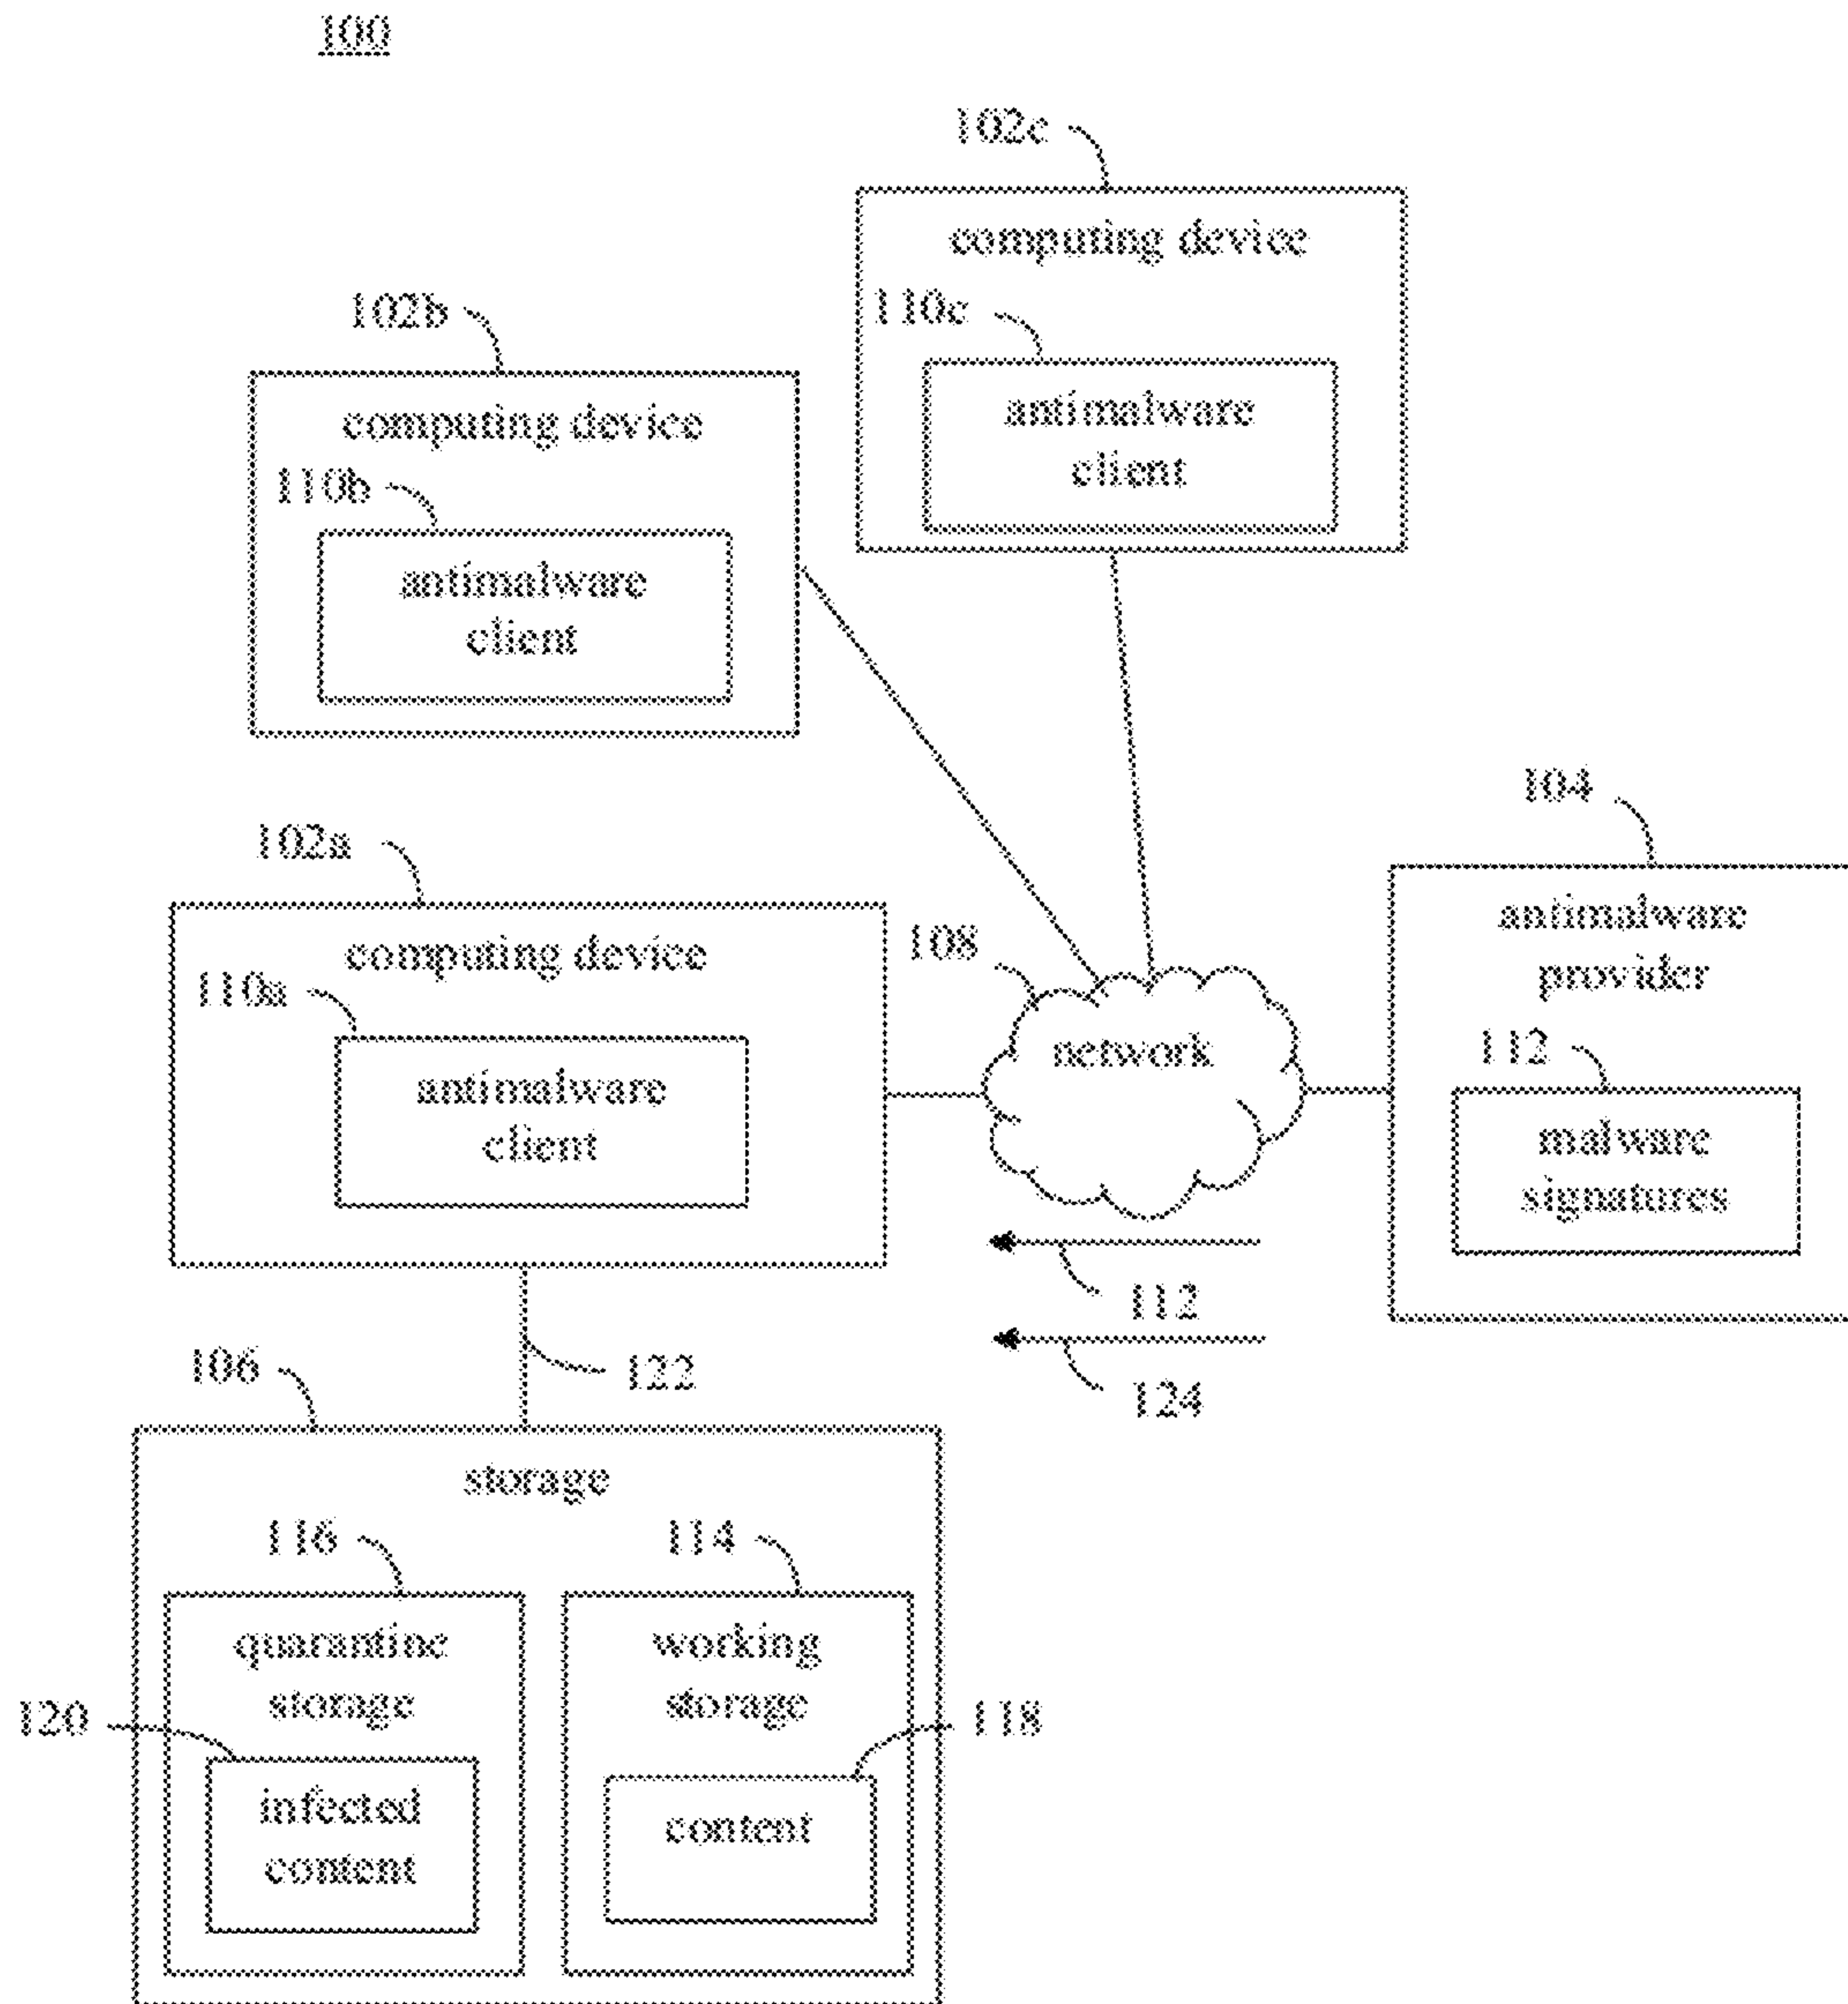 100
102c
computing device
110c
antimalware
client
102b
computing device
110b
antimalware
client
104
antimalware
provider
112
malware
signatures
102a
computing device
110a
antimalware
client
108
network
112
124
122
106
storage
116
quarantine
storage
120
infected
content
114
working
storage
118
content